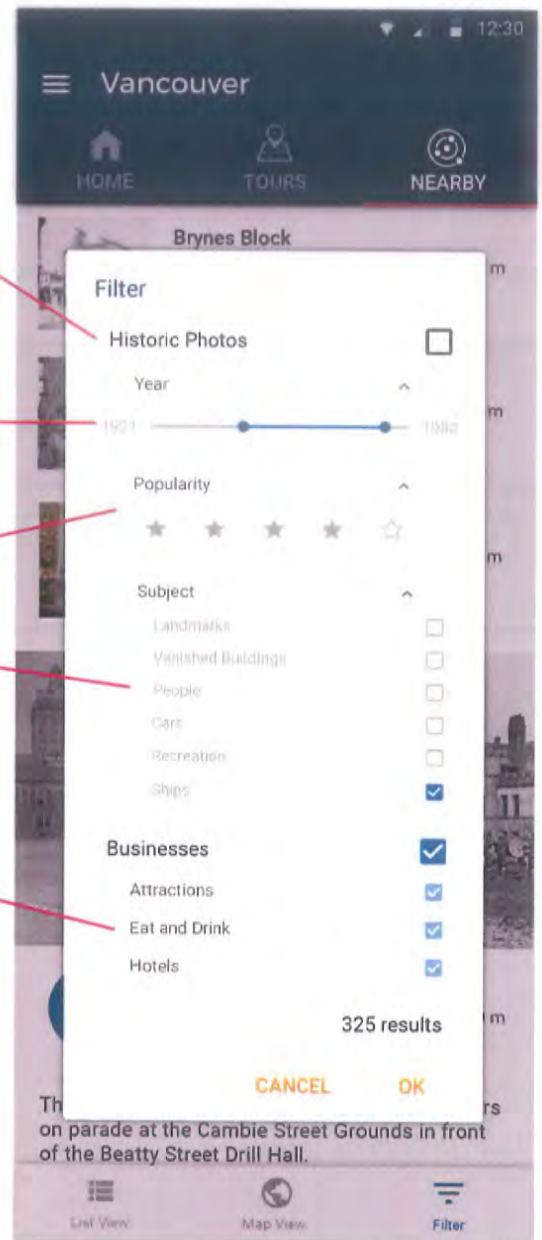 12:30
Vancouver
HOME TOURS NEARBY
Brynes Block
m
Filter
Historic Photos
Year
m
1921 1980
Popularity
m
Subject
Landmarks
Vanished Buildings
People
Cars
Recreation
Ships
Businesses
Attractions
Eat and Drink
Hotels
325 results
m
CANCEL OK
Th rs
on parade at the Cambie Street Grounds in front
of the Beatty Street Drill Hall.
List View Map View Filter